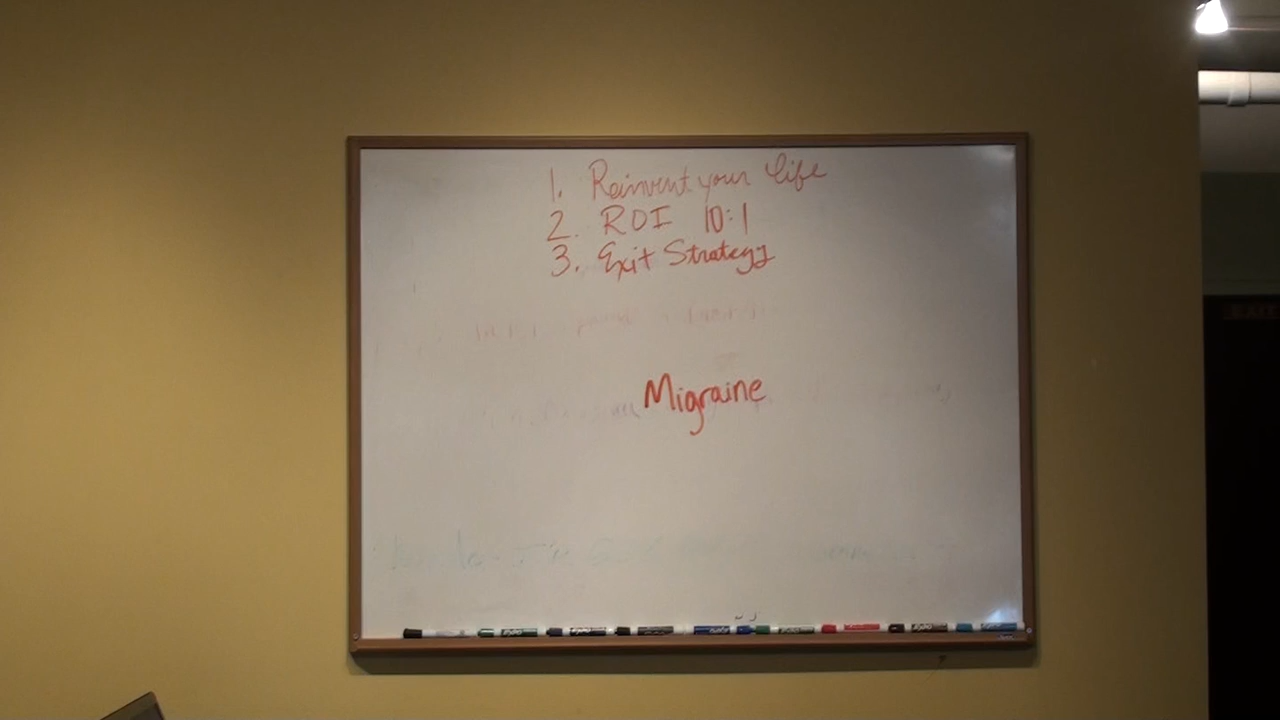 1. Reinvent your life
2. ROI 10:1
3. Exit Strategy
Migraine